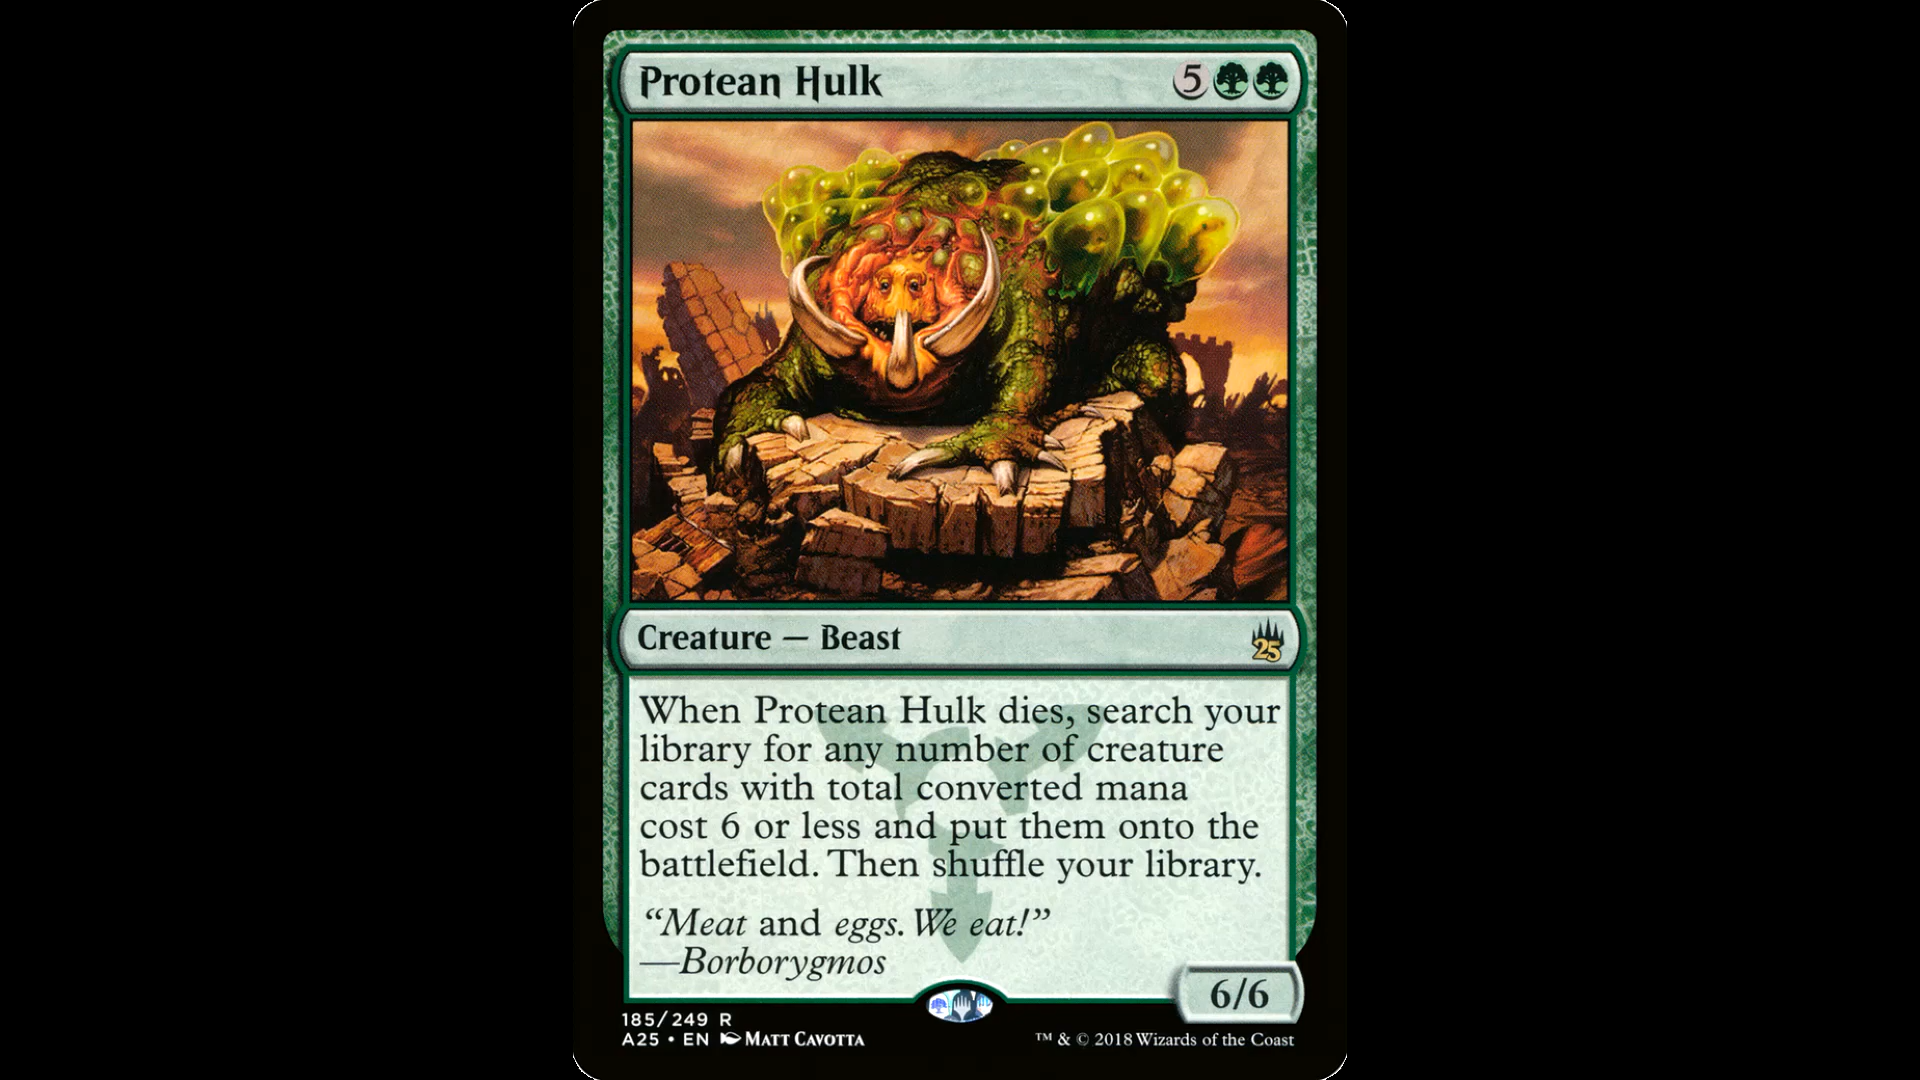 Protean Hulk 5
Creature — Beast 25
When Protean Hulk dies, search your
library for any number of creature
cards with total converted mana
cost 6 or less and put them onto the
battlefield. Then shuffle your library.
“Meat and eggs. We eat!”
—Borborygmos
6/6
185/249 R
A25 • EN MATT CAVOTTA
™ & © 2018 Wizards of the Coast